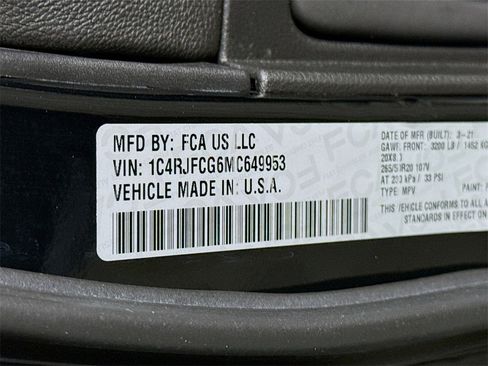 MFD BY: FCA US LLC
VIN: 1C4RJFCG6MC649953
VEHICLE MADE IN: U.S.A.
DATE OF MFR (BUILT): 3-21
GAWR FRONT: 3200 LB / 1452 KG
20X8.0
265/50R20 107V
AT 230 kPa / 33 PSI
TYPE: MPV
THIS VEHICLE CONFORMS TO ALL
STANDARDS IN EFFECT